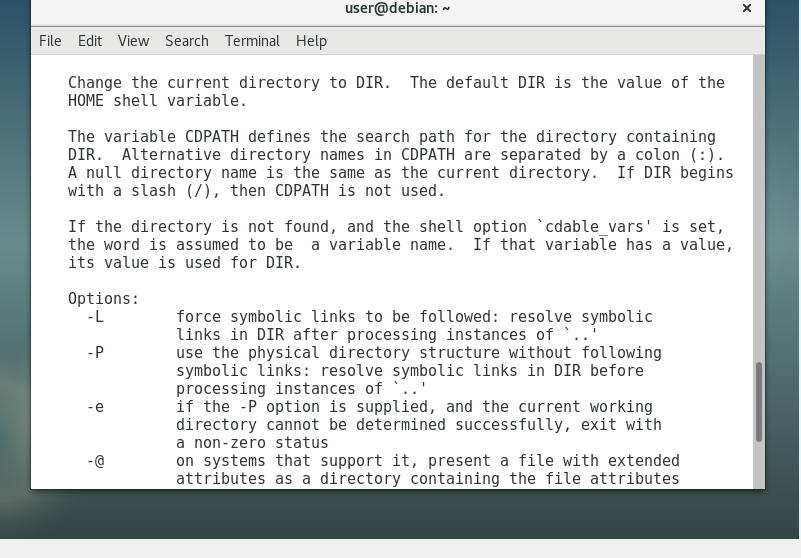 user@debian: ~ ×
File Edit View Search Terminal Help
Change the current directory to DIR.  The default DIR is the value of the
HOME shell variable.
The variable CDPATH defines the search path for the directory containing
DIR.  Alternative directory names in CDPATH are separated by a colon (:).
A null directory name is the same as the current directory.  If DIR begins
with a slash (/), then CDPATH is not used.
If the directory is not found, and the shell option `cdable_vars' is set,
the word is assumed to be  a variable name.  If that variable has a value,
its value is used for DIR.
Options:
-L        force symbolic links to be followed: resolve symbolic
links in DIR after processing instances of `..'
-P        use the physical directory structure without following
symbolic links: resolve symbolic links in DIR before
processing instances of `..'
-e        if the -P option is supplied, and the current working
directory cannot be determined successfully, exit with
a non-zero status
-@        on systems that support it, present a file with extended
attributes as a directory containing the file attributes